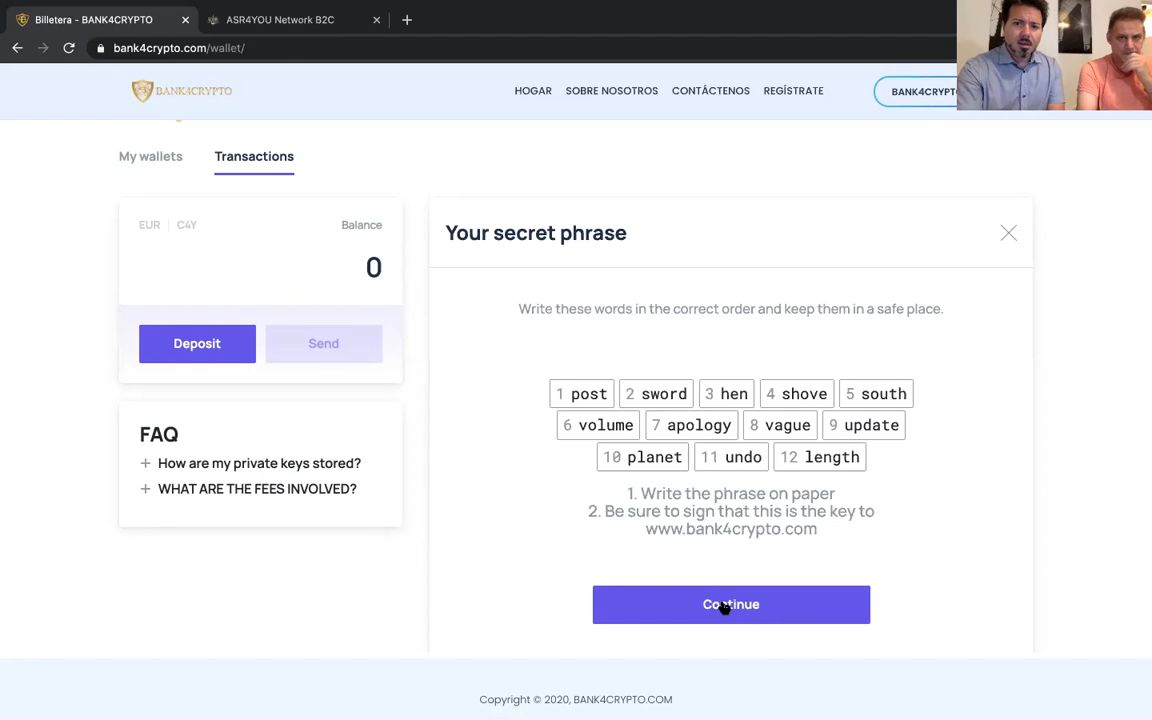 Billetera - BANK4CRYPTO
ASR4YOU Network B2C
bank4crypto.com/wallet/
BANK4CRYPTO
HOGAR SOBRE NOSOTROS CONTÁCTENOS REGÍSTRATE
My wallets Transactions
EUR C4Y Balance
0
Deposit Send
FAQ
+ How are my private keys stored?
+ WHAT ARE THE FEES INVOLVED?
Your secret phrase
Write these words in the correct order and keep them in a safe place.
1 post 2 sword 3 hen 4 shove 5 south
6 volume 7 apology 8 vague 9 update
10 planet 11 undo 12 length
1. Write the phrase on paper
2. Be sure to sign that this is the key to
www.bank4crypto.com
Continue
Copyright © 2020, BANK4CRYPTO.COM